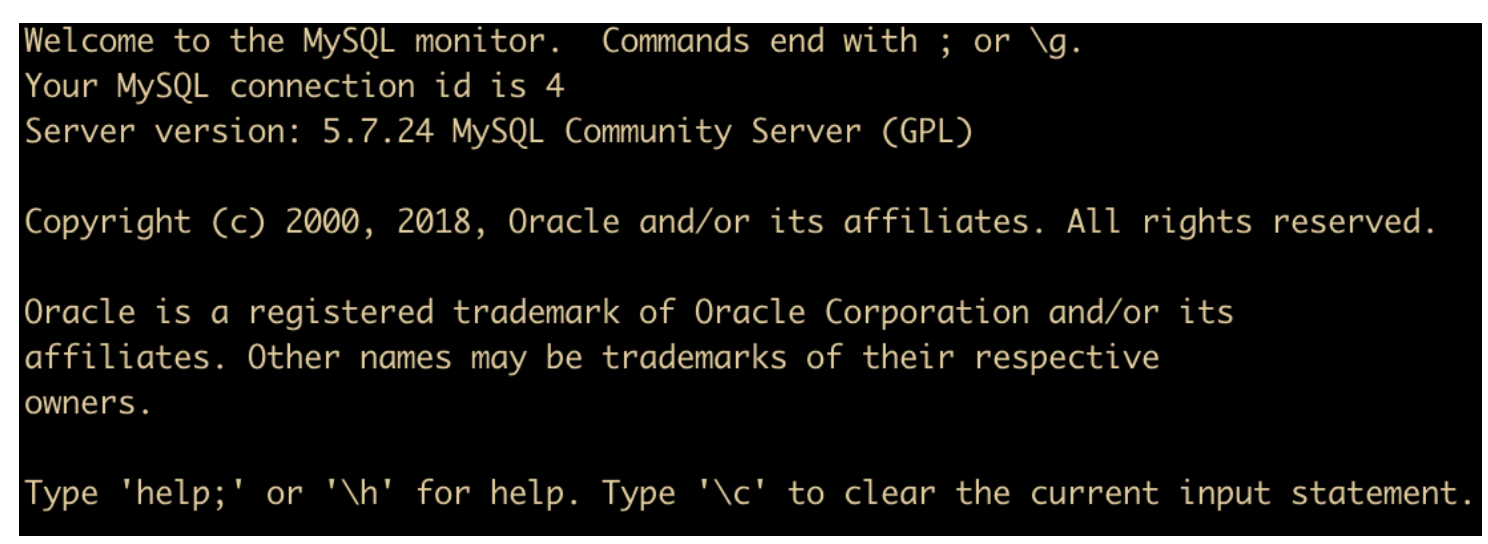 Welcome to the MySQL monitor.  Commands end with ; or \g.
Your MySQL connection id is 4
Server version: 5.7.24 MySQL Community Server (GPL)
Copyright (c) 2000, 2018, Oracle and/or its affiliates. All rights reserved.
Oracle is a registered trademark of Oracle Corporation and/or its
affiliates. Other names may be trademarks of their respective
owners.
Type 'help;' or '\h' for help. Type '\c' to clear the current input statement.